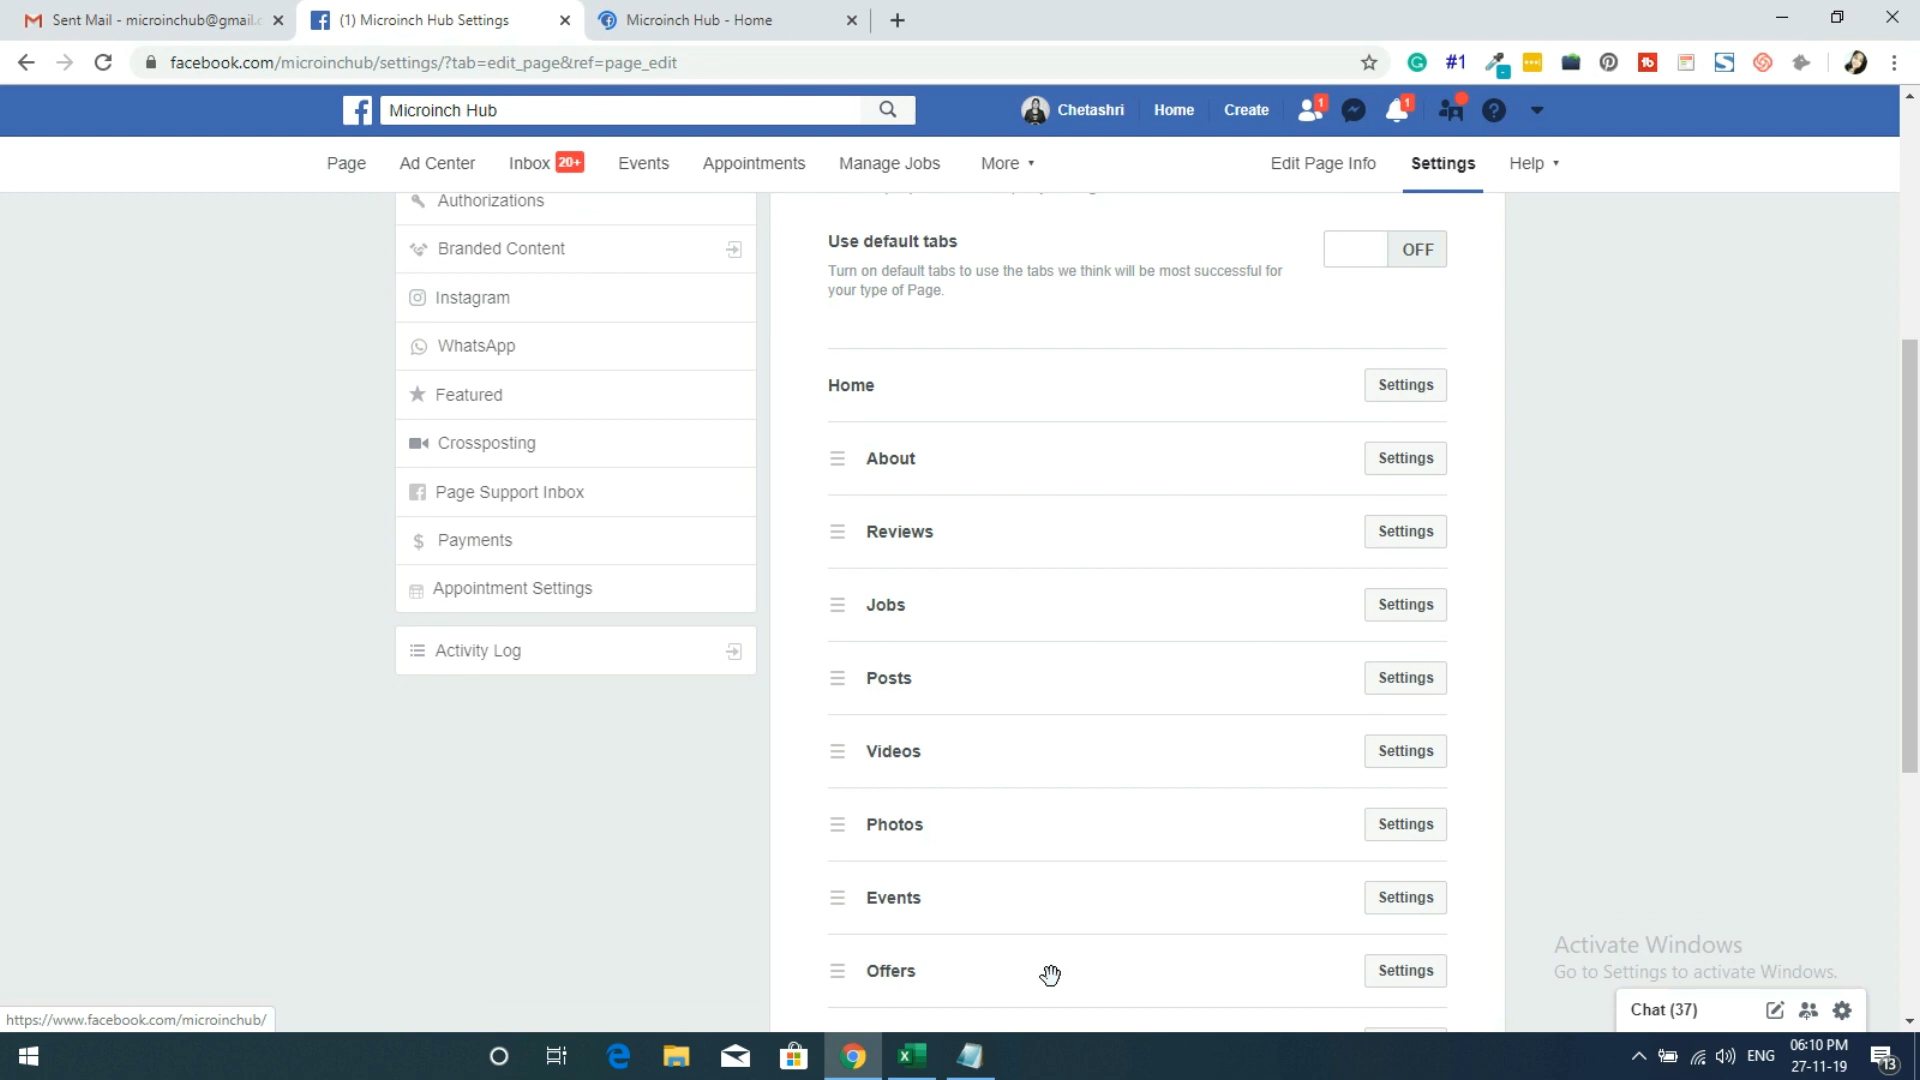 Sent Mail - microinchub@gmail.c
(1) Microinch Hub Settings
Microinch Hub - Home
facebook.com/microinchub/settings/?tab=edit_page&ref=page_edit
#1
Microinch Hub
Chetashri
Home
Create
1
1
Page
Ad Center
Inbox 20+
Events
Appointments
Manage Jobs
More
Edit Page Info
Settings
Help
Authorizations
Branded Content
Instagram
WhatsApp
Featured
Crossposting
Page Support Inbox
Payments
Appointment Settings
Activity Log
Use default tabs
OFF
Turn on default tabs to use the tabs we think will be most successful for
your type of Page.
Home
Settings
About
Settings
Reviews
Settings
Jobs
Settings
Posts
Settings
Videos
Settings
Photos
Settings
Events
Settings
Offers
Settings
Activate Windows
Go to Settings to activate Windows.
Chat (37)
https://www.facebook.com/microinchub/
ENG
06:10 PM
27-11-19
13